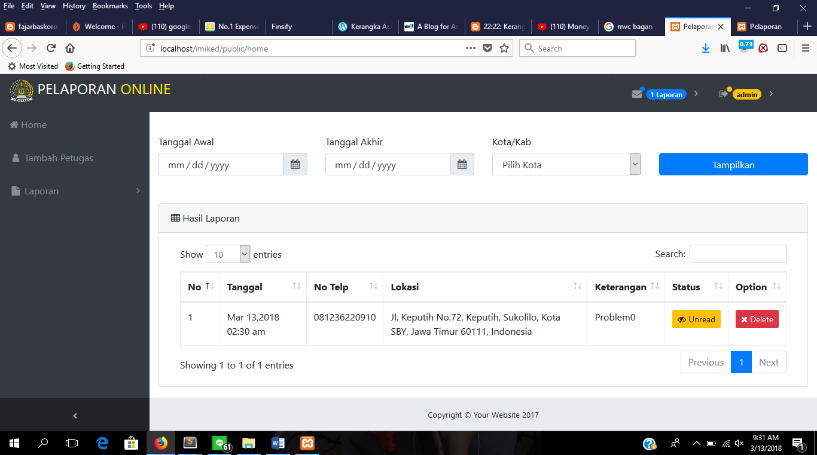 File Edit View History Bookmarks Tools Help
fajarbaskoro
Welcome -
(110) google
No.1 Expense
Finsify
Kerangka Ac
A Blog for A
22:22: Kerang
(110) Money
mvc bagan
Pelaporan
Pelaporan
localhost/imiked/public/home
Search
0,79
Most Visited
Getting Started
PELAPORAN ONLINE
1 Laporan
admin
Home
Tambah Petugas
Laporan
Tanggal Awal
Tanggal Akhir
Kota/Kab
mm / dd / yyyy
mm / dd / yyyy
Pilih Kota
Tampilkan
Hasil Laporan
Show 10 entries
Search:
No Tanggal No Telp Lokasi Keterangan Status Option
1 Mar 13,2018 081236220910 Jl. Keputih No.72, Keputih, Sukolilo, Kota Problem0 Unread Delete
02:30 am SBY, Jawa Timur 60111, Indonesia
Showing 1 to 1 of 1 entries
Previous 1 Next
Copyright © Your Website 2017
61
9:31 AM
3/13/2018
1